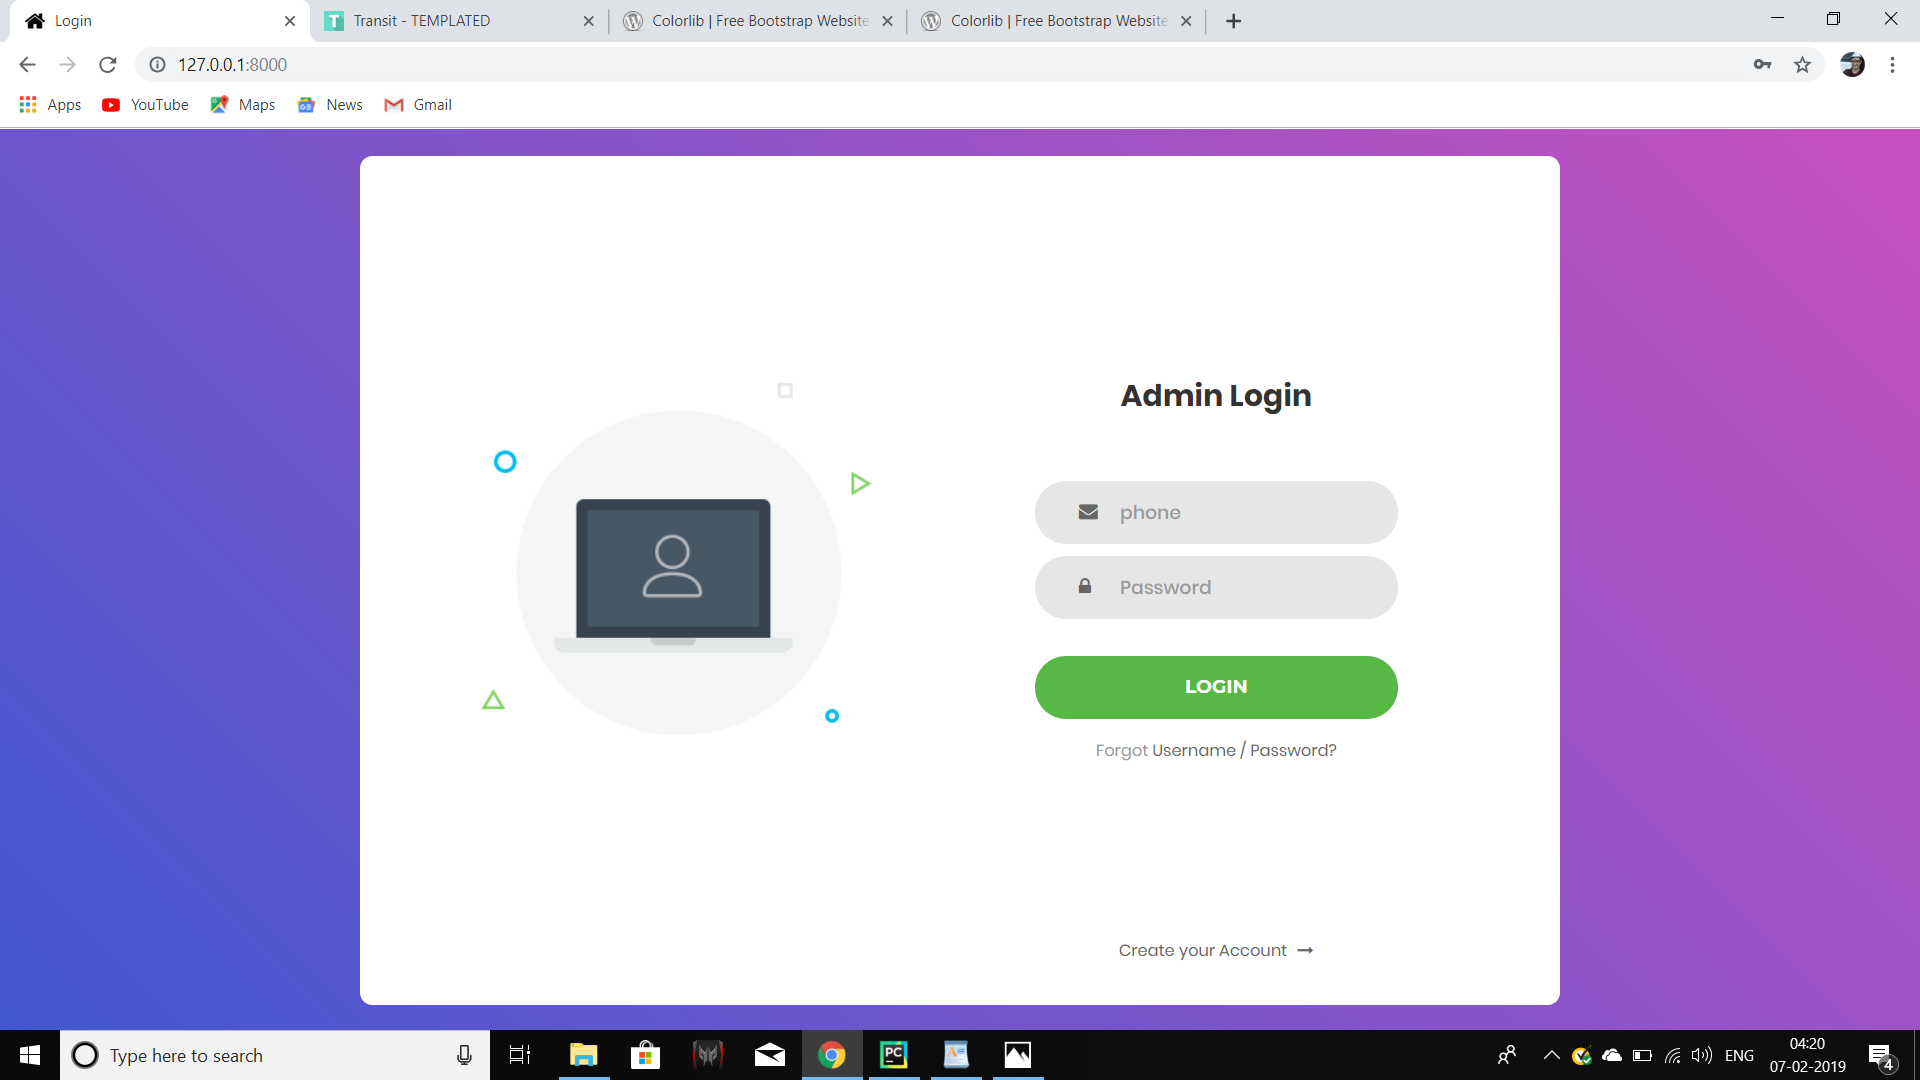 Login
Transit - TEMPLATED
Colorlib | Free Bootstrap Website
Colorlib | Free Bootstrap Website
127.0.0.1:8000
Apps
YouTube
Maps
News
Gmail
Admin Login
phone
Password
LOGIN
Forgot Username / Password?
Create your Account
Type here to search
PC
ENG
04:20
07-02-2019
4